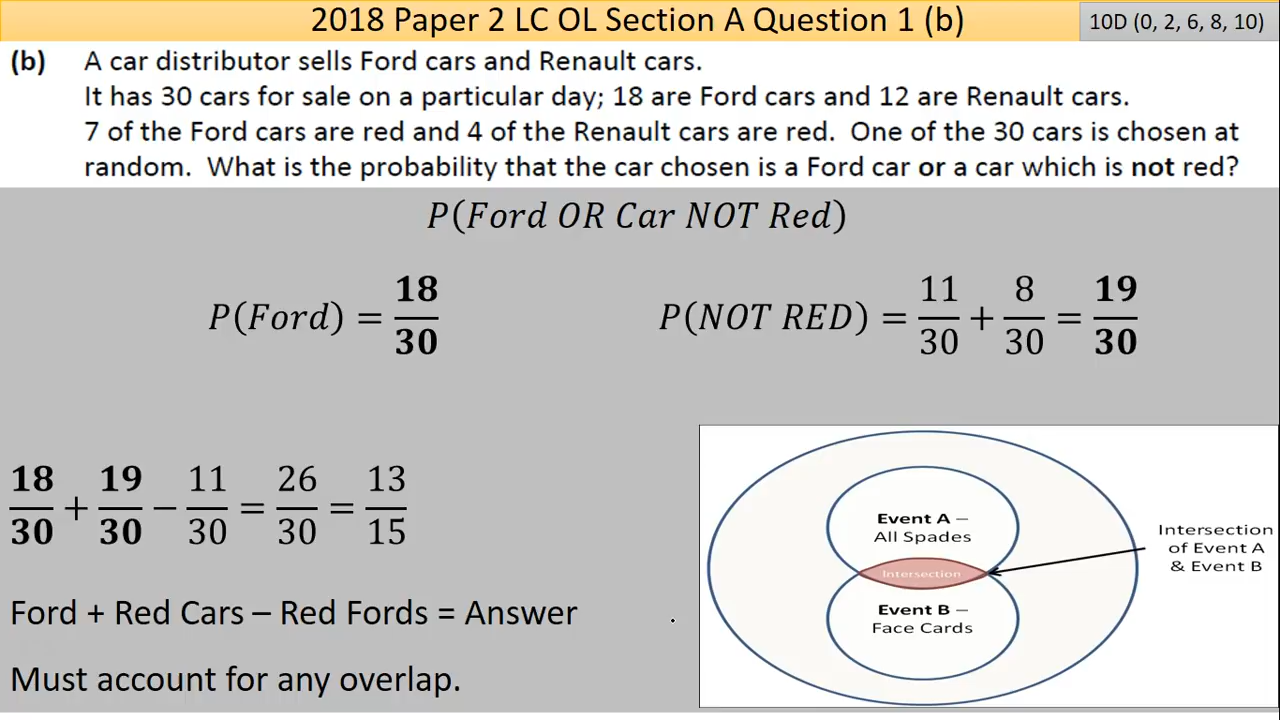 2018 Paper 2 LC OL Section A Question 1 (b)
10D (0, 2, 6, 8, 10)
(b) A car distributor sells Ford cars and Renault cars.
It has 30 cars for sale on a particular day; 18 are Ford cars and 12 are Renault cars.
7 of the Ford cars are red and 4 of the Renault cars are red. One of the 30 cars is chosen at
random. What is the probability that the car chosen is a Ford car or a car which is not red?
P(Ford OR Car NOT Red)
P(Ford) = 18/30
P(NOT RED) = 11/30 + 8/30 = 19/30
18/30 + 19/30 − 11/30 = 26/30 = 13/15
Ford + Red Cars – Red Fords = Answer
Must account for any overlap.
Event A –
All Spades
Intersection
Event B –
Face Cards
Intersection
of Event A
& Event B